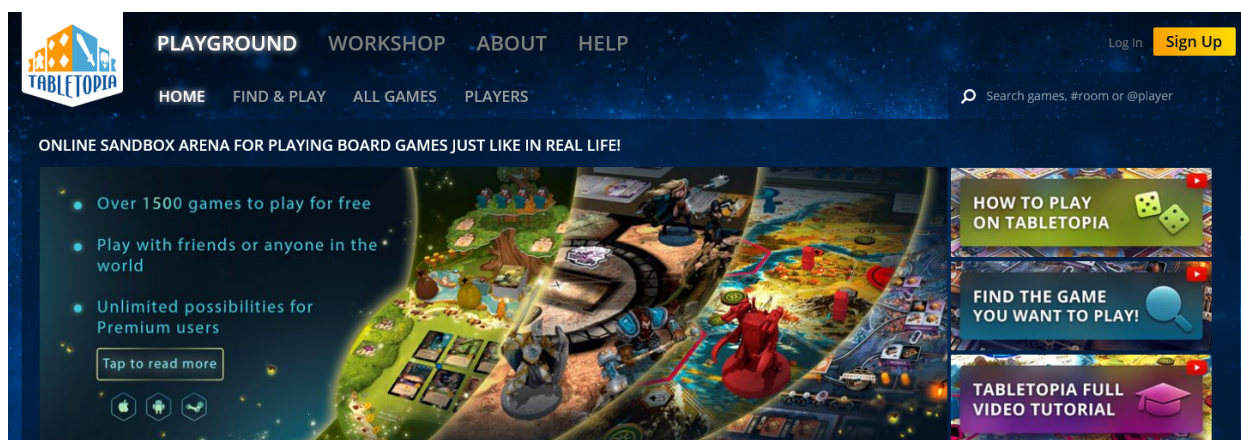 TABLETOPIA
PLAYGROUND WORKSHOP ABOUT HELP
Log In Sign Up
HOME FIND & PLAY ALL GAMES PLAYERS
Search games, #room or @player
ONLINE SANDBOX ARENA FOR PLAYING BOARD GAMES JUST LIKE IN REAL LIFE!
Over 1500 games to play for free
Play with friends or anyone in the
world
Unlimited possibilities for
Premium users
Tap to read more
HOW TO PLAY
ON TABLETOPIA
FIND THE GAME
YOU WANT TO PLAY!
TABLETOPIA FULL
VIDEO TUTORIAL